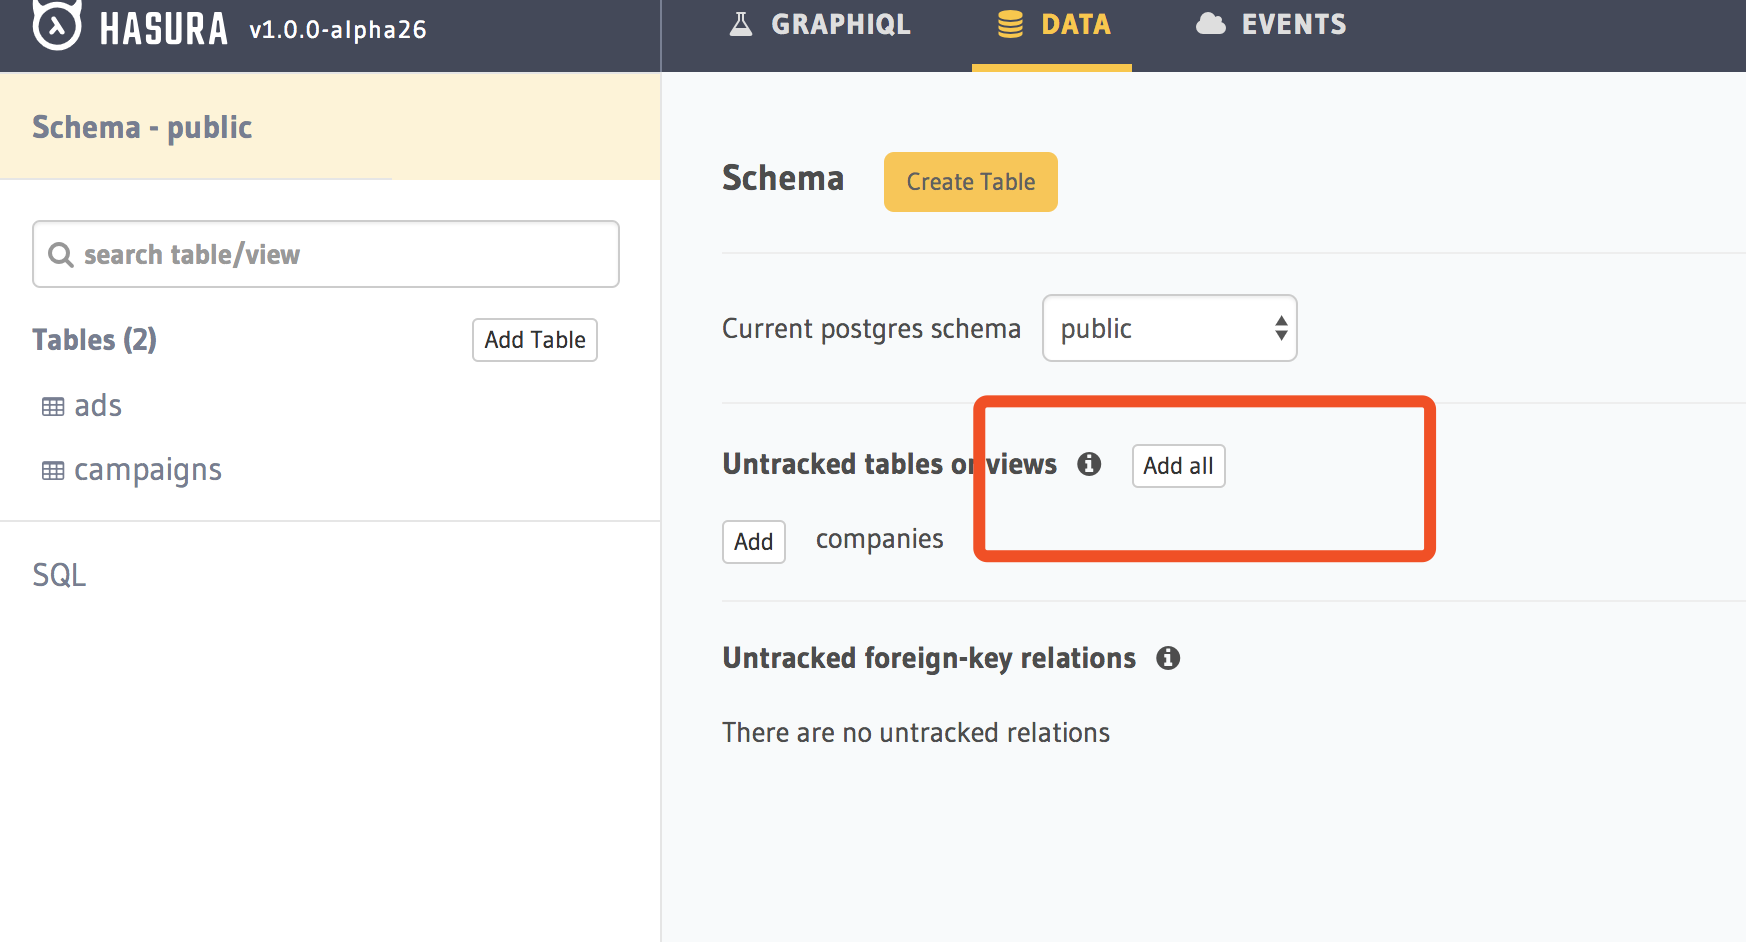 HASURA v1.0.0-alpha26
GRAPHIQL DATA EVENTS
Schema - public
search table/view
Tables (2) Add Table
ads
campaigns
SQL
Schema Create Table
Current postgres schema public
Untracked tables or views Add all
Add companies
Untracked foreign-key relations
There are no untracked relations